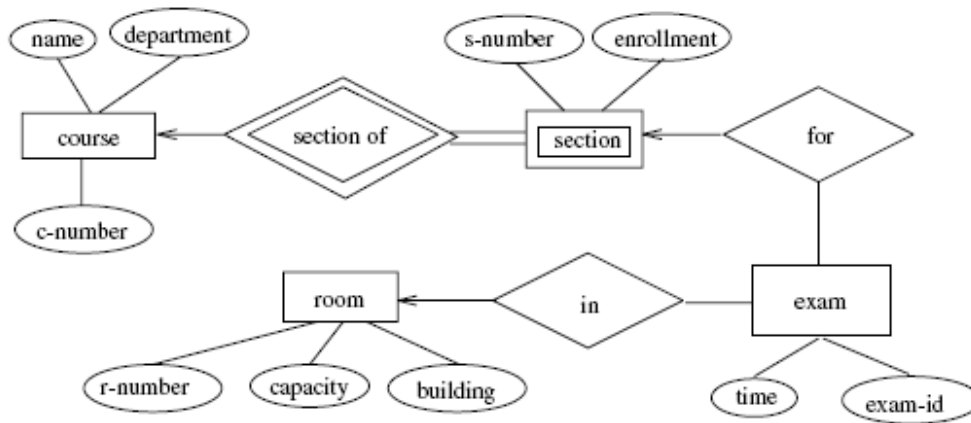 name
department
s-number
enrollment
course
section of
section
for
c-number
room
in
exam
r-number
capacity
building
time
exam-id